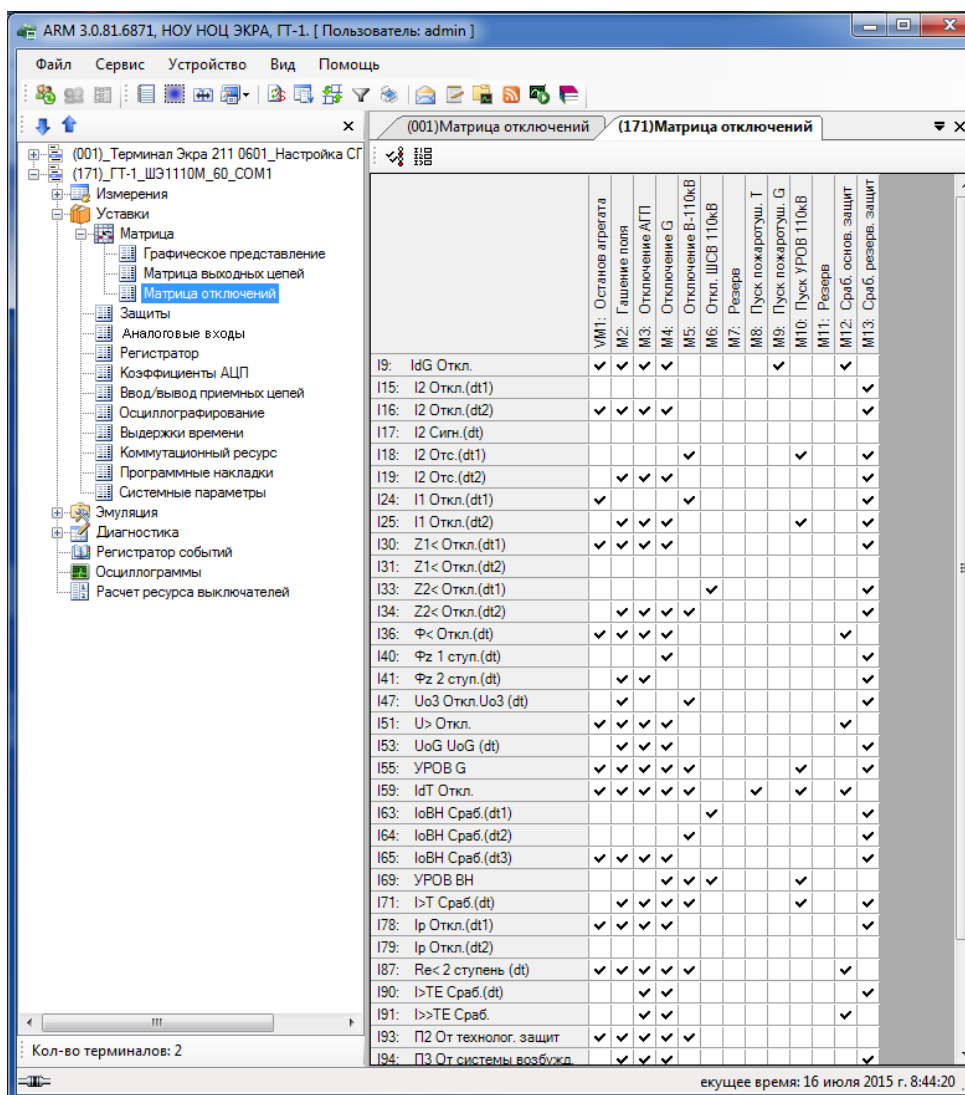 ARM 3.0.81.6871, НОУ НОЦ ЭКРА, ГТ-1. [ Пользователь: admin ]
Файл Сервис Устройство Вид Помощь
(001)_Терминал Экра 211 0601_Настройка СГ
(171)_ГТ-1_ШЭ1110М_60_COM1
Измерения
Уставки
Матрица
Графическое представление
Матрица выходных цепей
Матрица отключений
Защиты
Аналоговые входы
Регистратор
Коэффициенты АЦП
Ввод/вывод приемных цепей
Осциллографирование
Выдержки времени
Коммутационный ресурс
Программные накладки
Системные параметры
Эмуляция
Диагностика
Регистратор событий
Осциллограммы
Расчет ресурса выключателей
Кол-во терминалов: 2
(001)Матрица отключений (171)Матрица отключений
VM1: Останов агрегата
M2: Гашение поля
M3: Отключение АГП
M4: Отключение G
M5: Отключение В-110кВ
M6: Откл. ШСВ 110кВ
M7: Резерв
M8: Пуск пожаротуш. Т
M9: Пуск пожаротуш. G
M10: Пуск УРОВ 110кВ
M11: Резерв
M12: Сраб. основ. защит
M13: Сраб. резерв. защит
I9: IdG Откл.
I15: I2 Откл.(dt1)
I16: I2 Откл.(dt2)
I17: I2 Сигн.(dt)
I18: I2 Отс.(dt1)
I19: I2 Отс.(dt2)
I24: I1 Откл.(dt1)
I25: I1 Откл.(dt2)
I30: Z1< Откл.(dt1)
I31: Z1< Откл.(dt2)
I33: Z2< Откл.(dt1)
I34: Z2< Откл.(dt2)
I36: Ф< Откл.(dt)
I40: Фz 1 ступ.(dt)
I41: Фz 2 ступ.(dt)
I47: Uo3 Откл.Uo3 (dt)
I51: U> Откл.
I53: UoG UoG (dt)
I55: УРОВ G
I59: IdT Откл.
I63: IoВН Сраб.(dt1)
I64: IoВН Сраб.(dt2)
I65: IoВН Сраб.(dt3)
I69: УРОВ ВН
I71: I>T Сраб.(dt)
I78: Ip Откл.(dt1)
I79: Ip Откл.(dt2)
I87: Re< 2 ступень (dt)
I90: I>TE Сраб.(dt)
I91: I>>TE Сраб.
I93: П2 От технолог. защит
I94: П3 От системы возбужд.
екущее время: 16 июля 2015 г. 8:44:20